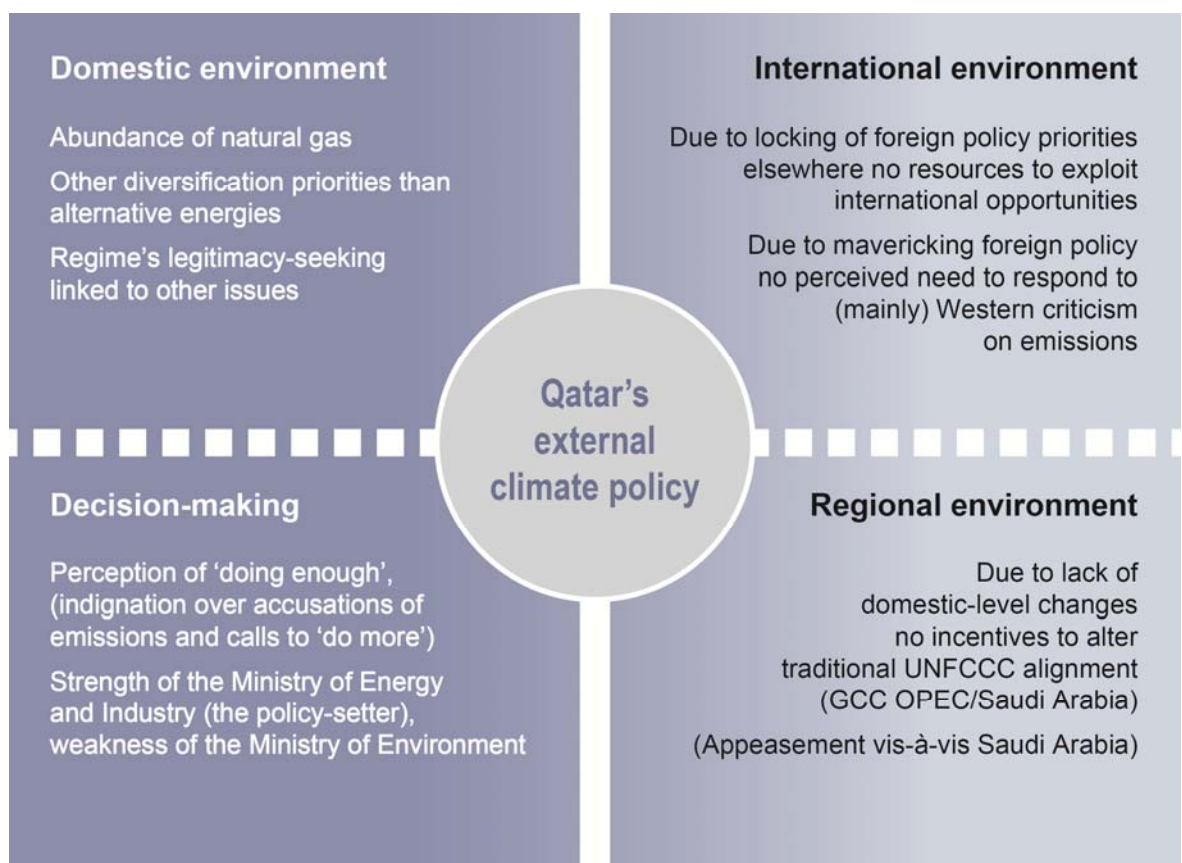 Domestic environment
Abundance of natural gas
Other diversification priorities than
alternative energies
Regime's legitimacy-seeking
linked to other issues
International environment
Due to locking of foreign policy priorities
elsewhere no resources to exploit
international opportunities
Due to mavericking foreign policy
no perceived need to respond to
(mainly) Western criticism
on emissions
Qatar's
external
climate policy
Decision-making
Perception of ‘doing enough’,
(indignation over accusations of
emissions and calls to ‘do more’)
Strength of the Ministry of Energy
and Industry (the policy-setter),
weakness of the Ministry of Environment
Regional environment
Due to lack of
domestic-level changes
no incentives to alter
traditional UNFCCC alignment
(GCC OPEC/Saudi Arabia)
(Appeasement vis-à-vis Saudi Arabia)